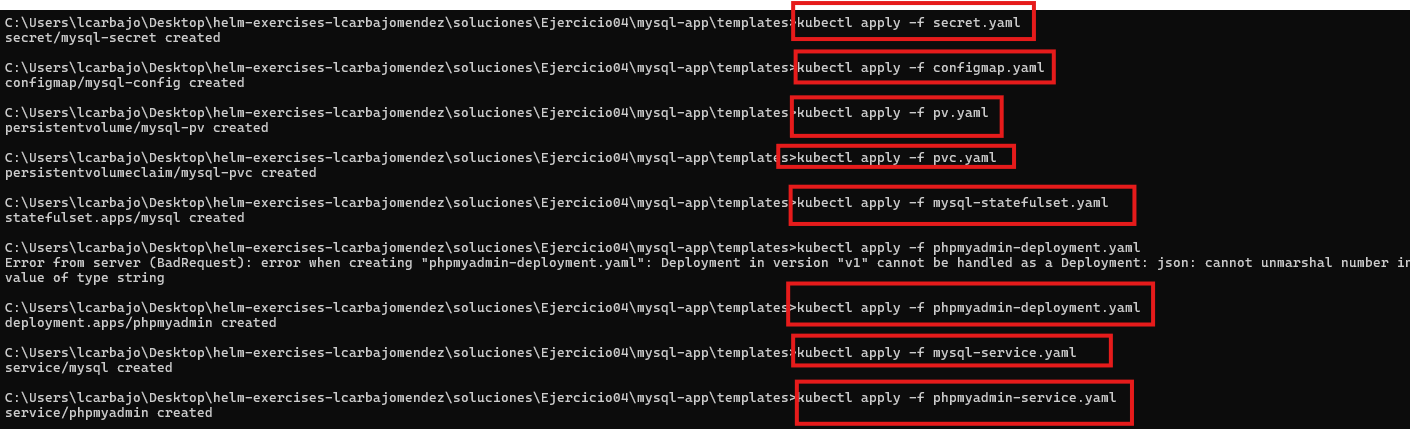 C:\Users\lcarbajo\Desktop\helm-exercises-lcarbajomendez\soluciones\Ejercicio04\mysql-app\templates>kubectl apply -f secret.yaml
secret/mysql-secret created
C:\Users\lcarbajo\Desktop\helm-exercises-lcarbajomendez\soluciones\Ejercicio04\mysql-app\templates>kubectl apply -f configmap.yaml
configmap/mysql-config created
C:\Users\lcarbajo\Desktop\helm-exercises-lcarbajomendez\soluciones\Ejercicio04\mysql-app\templates>kubectl apply -f pv.yaml
persistentvolume/mysql-pv created
C:\Users\lcarbajo\Desktop\helm-exercises-lcarbajomendez\soluciones\Ejercicio04\mysql-app\templates>kubectl apply -f pvc.yaml
persistentvolumeclaim/mysql-pvc created
C:\Users\lcarbajo\Desktop\helm-exercises-lcarbajomendez\soluciones\Ejercicio04\mysql-app\templates>kubectl apply -f mysql-statefulset.yaml
statefulset.apps/mysql created
C:\Users\lcarbajo\Desktop\helm-exercises-lcarbajomendez\soluciones\Ejercicio04\mysql-app\templates>kubectl apply -f phpmyadmin-deployment.yaml
Error from server (BadRequest): error when creating "phpmyadmin-deployment.yaml": Deployment in version "v1" cannot be handled as a Deployment: json: cannot unmarshal number in
value of type string
C:\Users\lcarbajo\Desktop\helm-exercises-lcarbajomendez\soluciones\Ejercicio04\mysql-app\templates>kubectl apply -f phpmyadmin-deployment.yaml
deployment.apps/phpmyadmin created
C:\Users\lcarbajo\Desktop\helm-exercises-lcarbajomendez\soluciones\Ejercicio04\mysql-app\templates>kubectl apply -f mysql-service.yaml
service/mysql created
C:\Users\lcarbajo\Desktop\helm-exercises-lcarbajomendez\soluciones\Ejercicio04\mysql-app\templates>kubectl apply -f phpmyadmin-service.yaml
service/phpmyadmin created